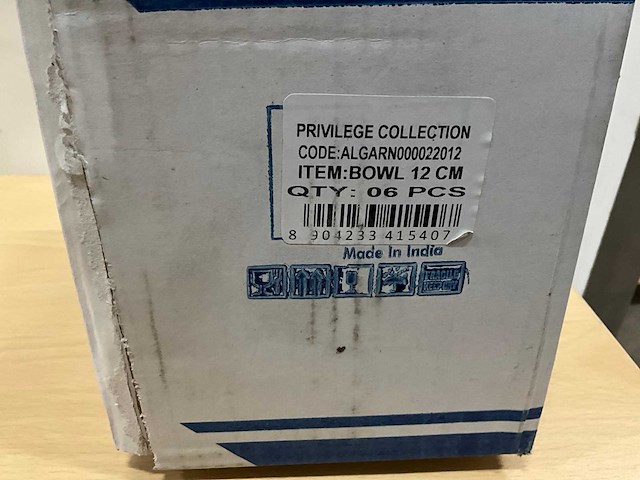 PRIVILEGE COLLECTION
CODE:ALGARN000022012
ITEM:BOWL 12 CM
QTY: 06 PCS
8 904233 415407
Made In India